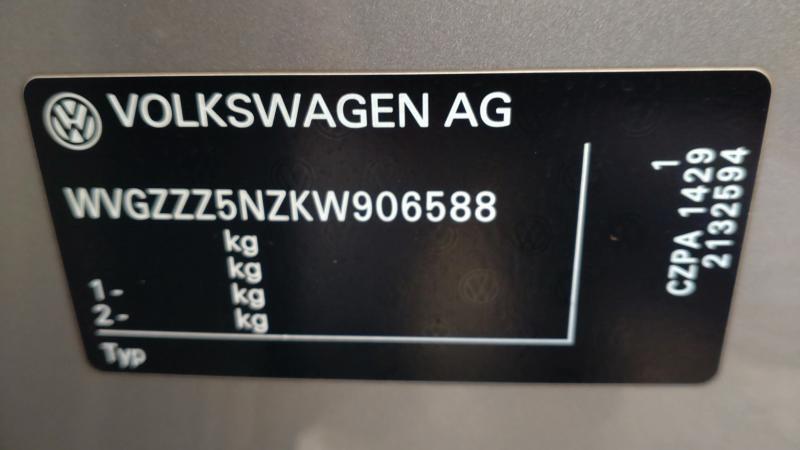 VOLKSWAGEN AG
WVGZZZ5NZKW906588
kg
kg
1- kg
2- kg
Typ
1
CZPA 1429
2132594